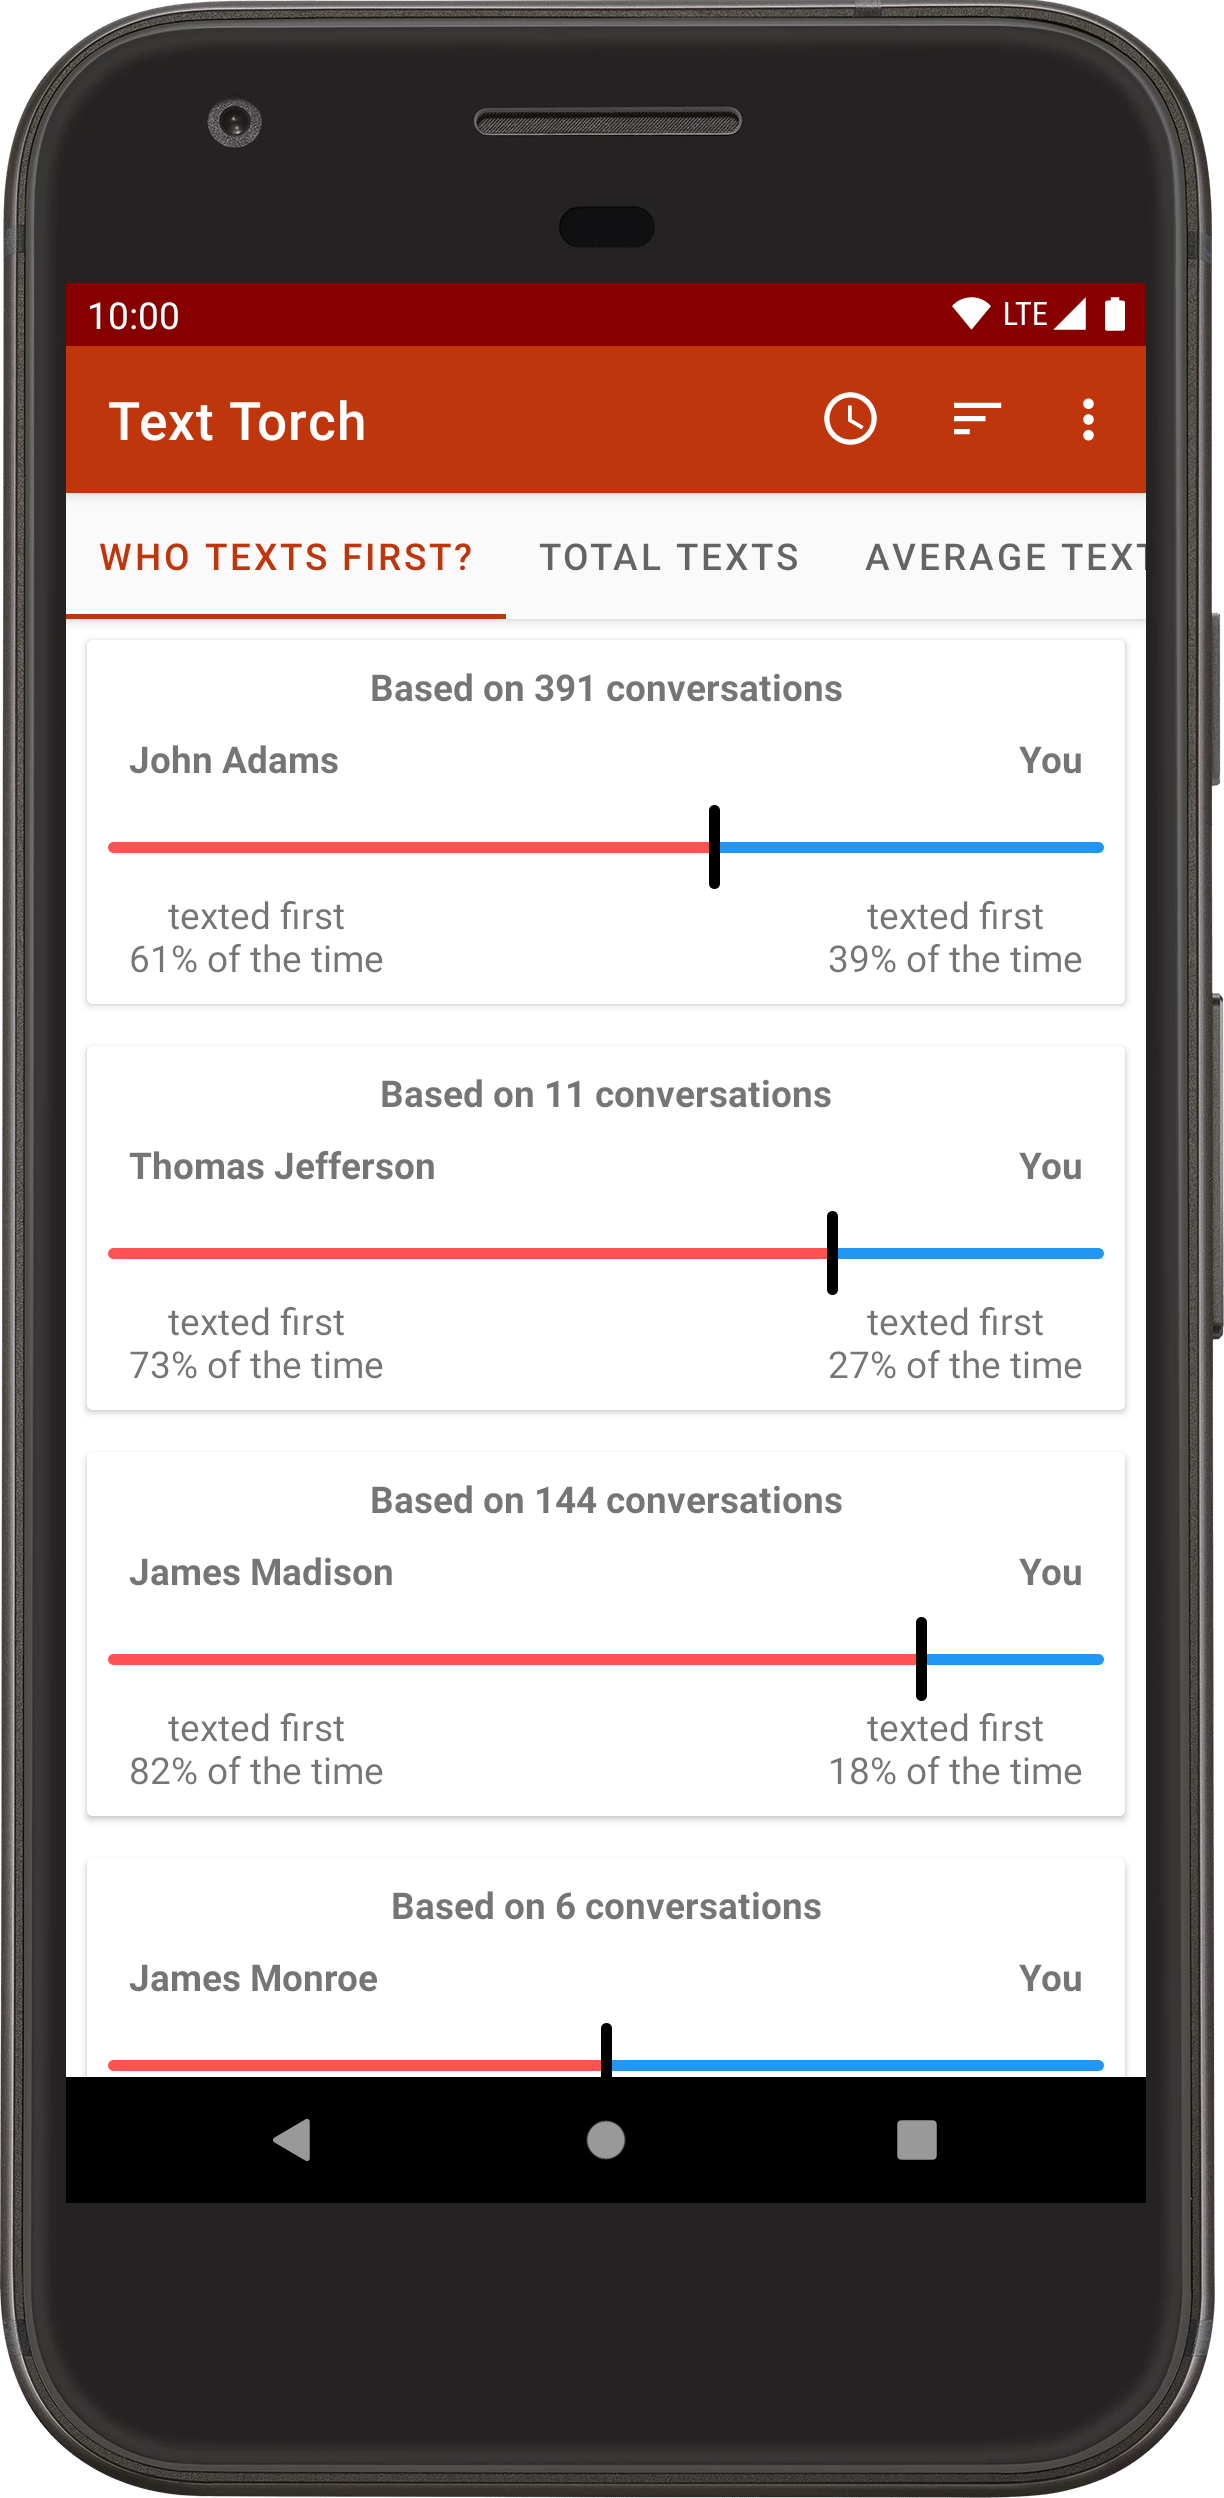 10:00 LTE
Text Torch
WHO TEXTS FIRST? TOTAL TEXTS AVERAGE TEXT
Based on 391 conversations
John Adams You
texted first texted first
61% of the time 39% of the time
Based on 11 conversations
Thomas Jefferson You
texted first texted first
73% of the time 27% of the time
Based on 144 conversations
James Madison You
texted first texted first
82% of the time 18% of the time
Based on 6 conversations
James Monroe You